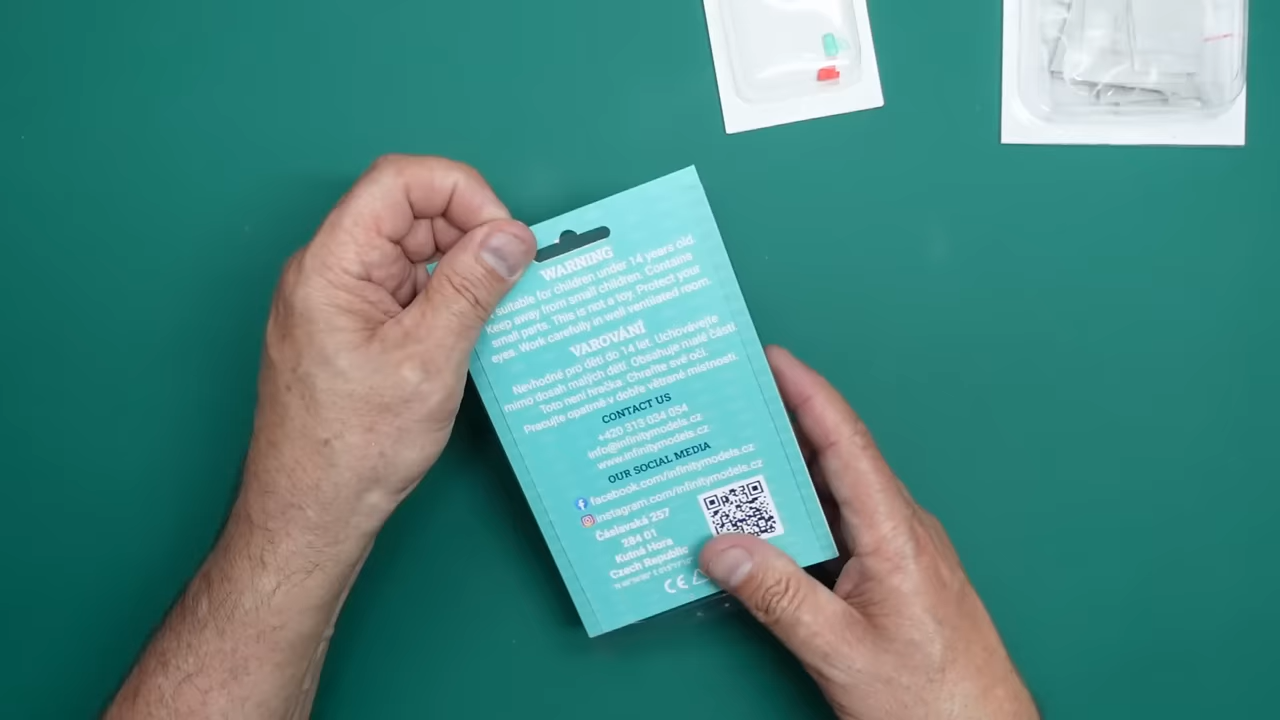 WARNING
suitable for children under 14 years old.
Keep away from small children. Contains
small parts. This is not a toy. Protect your
eyes. Work carefully in well ventilated room.
VAROVÁNÍ
Nevhodné pro děti do 14 let. Uchovávejte
mimo dosah malých dětí. Obsahuje malé části.
Toto není hračka. Chraňte své oči.
Pracujte opatrně v dobře větrané místnosti.
CONTACT US
+420 313 034 054
info@infinitymodels.cz
www.infinitymodels.cz
OUR SOCIAL MEDIA
facebook.com/infinitymodels.cz
instagram.com/infinitymodels.cz
Čáslavská 257
284 01
Kutná Hora
Czech Republic
CE